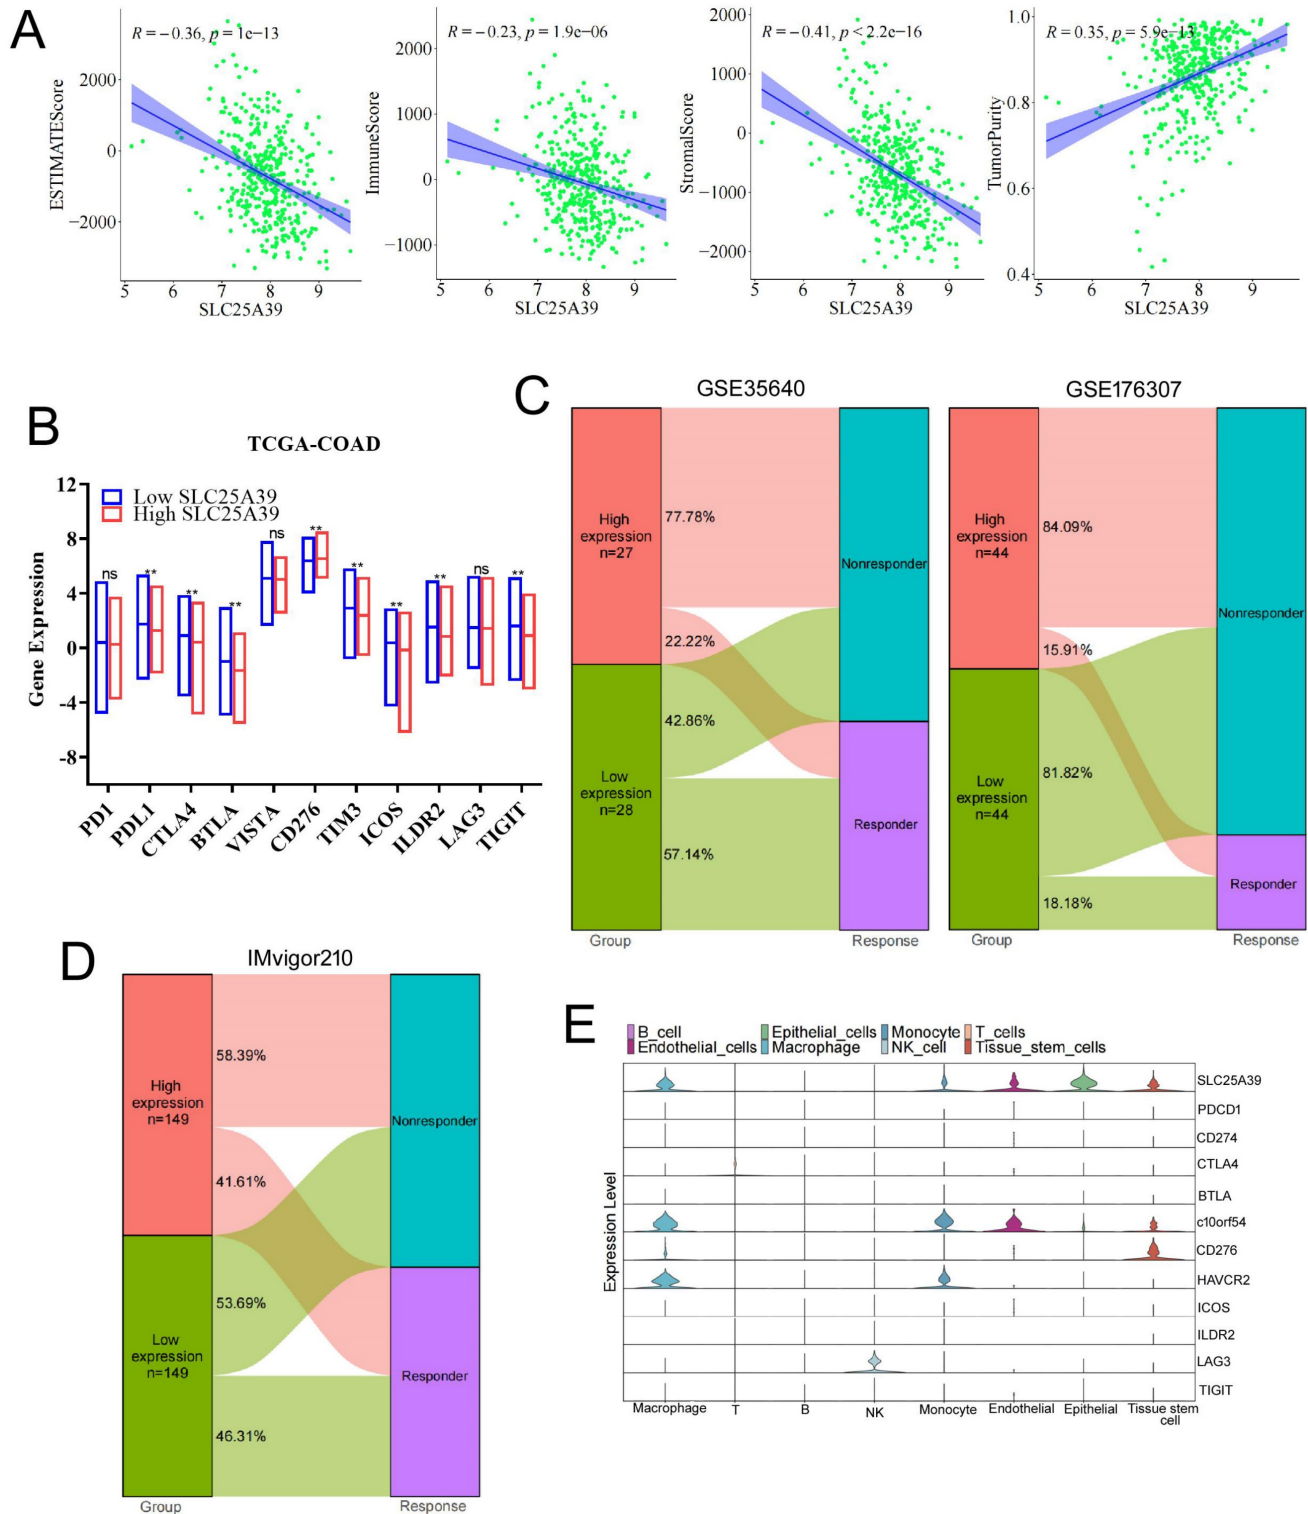 A
R = −0.36, p = 1e−13
ESTIMATEScore
2000
0
−2000
5 6 7 8 9
SLC25A39
R = −0.23, p = 1.9e−06
ImmuneScore
2000
1000
0
−1000
5 6 7 8 9
SLC25A39
R = −0.41, p < 2.2e−16
StromalScore
2000
1000
0
−1000
−2000
5 6 7 8 9
SLC25A39
R = 0.35, p = 5.9e−13
TumorPurity
1.0
0.8
0.6
0.4
5 6 7 8 9
SLC25A39
B
TCGA-COAD
Low SLC25A39
High SLC25A39
Gene Expression
12
8
4
0
-4
-8
ns ** ** ** ns ** ** ** ** ns **
PD1 PDL1 CTLA4 BTLA VISTA CD276 TIM3 ICOS ILDR2 LAG3 TIGIT
C
GSE35640
High
expression
n=27
77.78%
22.22%
Low
expression
n=28
42.86%
57.14%
Nonresponder
Responder
Group
Response
GSE176307
High
expression
n=44
84.09%
15.91%
Low
expression
n=44
81.82%
18.18%
Nonresponder
Responder
Group
Response
D
IMvigor210
High
expression
n=149
58.39%
41.61%
Low
expression
n=149
53.69%
46.31%
Nonresponder
Responder
Group
Response
E
B_cell Epithelial_cells Monocyte T_cells
Endothelial_cells Macrophage NK_cell Tissue_stem_cells
Expression Level
SLC25A39
PDCD1
CD274
CTLA4
BTLA
c10orf54
CD276
HAVCR2
ICOS
ILDR2
LAG3
TIGIT
Macrophage T B NK Monocyte Endothelial Epithelial Tissue stem
cell